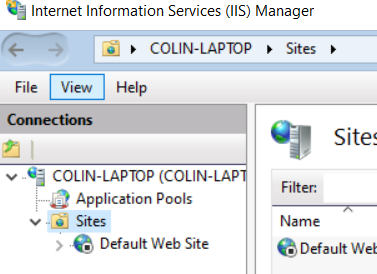 Internet Information Services (IIS) Manager
COLIN-LAPTOP Sites
File View Help
Connections
COLIN-LAPTOP (COLIN-LAPT
Application Pools
Sites
Default Web Site
Sites
Filter:
Name
Default Web